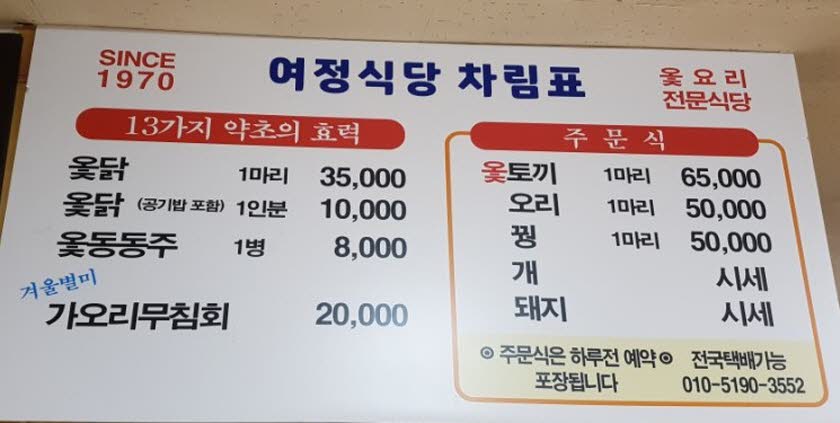 SINCE
1970
여정식당 차림표
옻요리
전문식당
13가지 약초의 효력
옻닭 1마리 35,000
옻닭 (공기밥 포함) 1인분 10,000
옻동동주 1병 8,000
겨울별미
가오리무침회 20,000
주문식
옻토끼 1마리 65,000
오리 1마리 50,000
꿩 1마리 50,000
개 시세
돼지 시세
◎ 주문식은 하루전 예약 ◎ 전국택배가능
포장됩니다 010-5190-3552